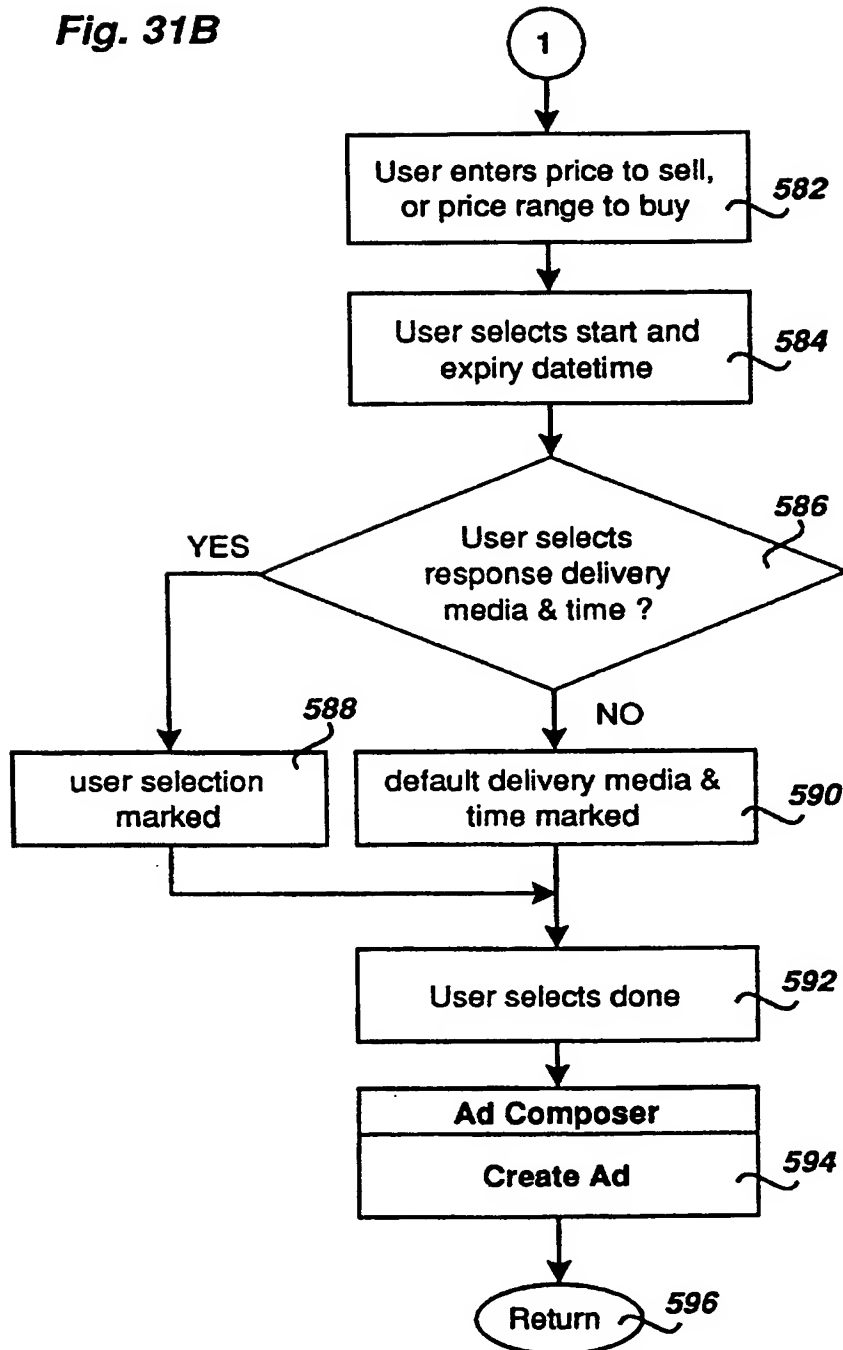 Fig. 31B
1
User enters price to sell,
or price range to buy
582
User selects start and
expiry datetime
584
586
User selects
response delivery
media & time ?
YES
NO
588
user selection
marked
default delivery media &
time marked
590
User selects done
592
Ad Composer
Create Ad
594
Return
596